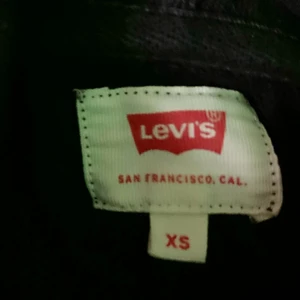 LEVI'S®
SAN FRANCISCO, CAL.
XS